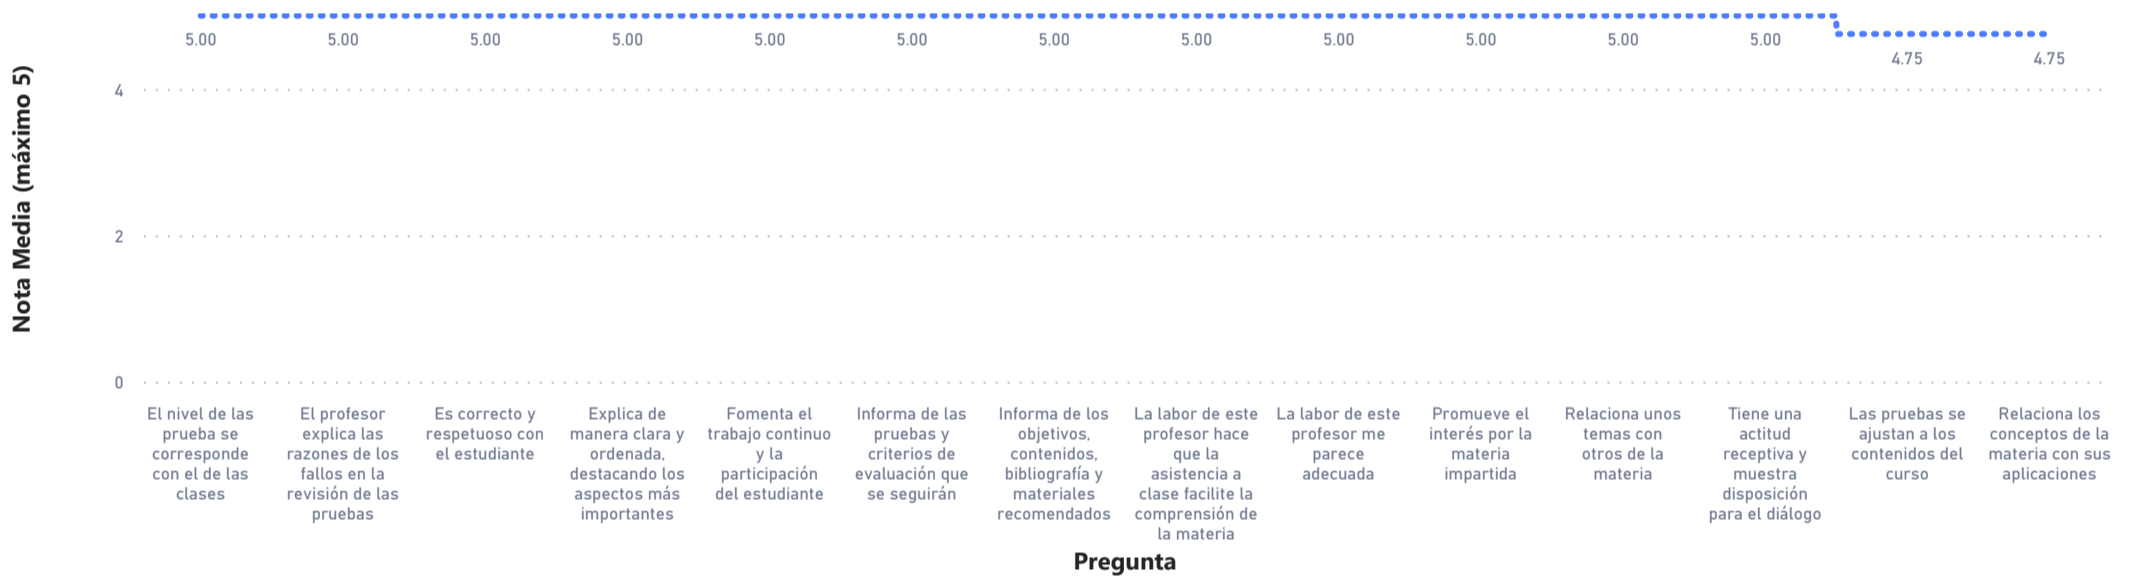 Nota Media (máximo 5)
5.00 5.00 5.00 5.00 5.00 5.00 5.00 5.00 5.00 5.00 5.00 5.00 4.75 4.75
4
2
0
El nivel de las
prueba se
corresponde
con el de las
clases
El profesor
explica las
razones de los
fallos en la
revisión de las
pruebas
Es correcto y
respetuoso con
el estudiante
Explica de
manera clara y
ordenada,
destacando los
aspectos más
importantes
Fomenta el
trabajo continuo
y la
participación
del estudiante
Informa de las
pruebas y
criterios de
evaluación que
se seguirán
Informa de los
objetivos,
contenidos,
bibliografía y
materiales
recomendados
La labor de este
profesor hace
que la
asistencia a
clase facilite la
comprensión de
la materia
La labor de este
profesor me
parece
adecuada
Promueve el
interés por la
materia
impartida
Relaciona unos
temas con
otros de la
materia
Tiene una
actitud
receptiva y
muestra
disposición
para el diálogo
Las pruebas se
ajustan a los
contenidos del
curso
Relaciona los
conceptos de la
materia con sus
aplicaciones
Pregunta